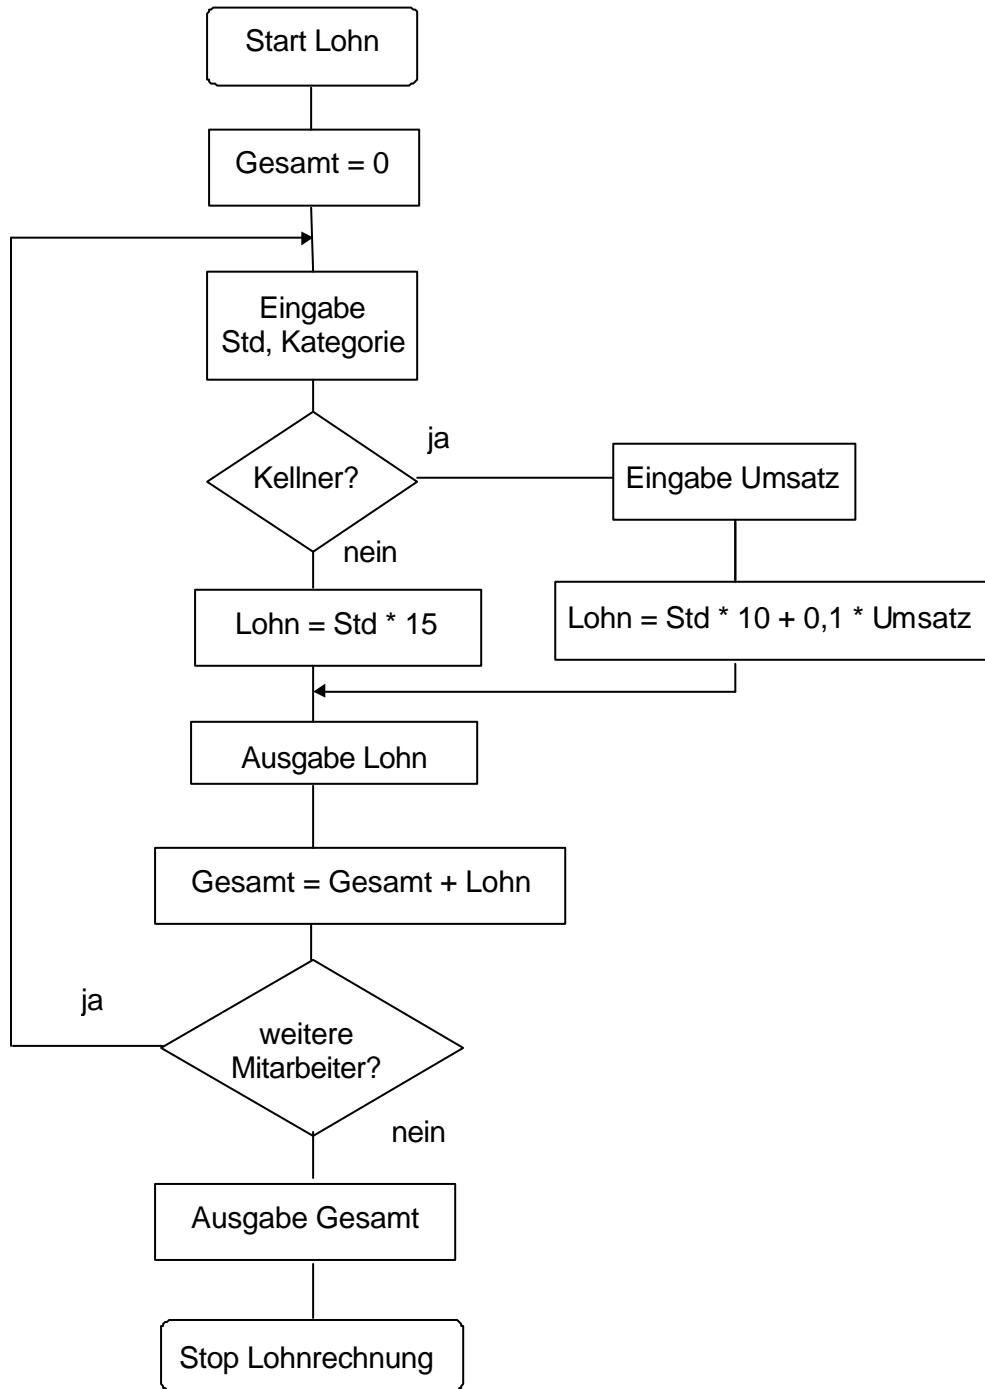 Start Lohn
Gesamt = 0
Eingabe
Std, Kategorie
Kellner?
ja
Eingabe Umsatz
nein
Lohn = Std * 15
Lohn = Std * 10 + 0,1 * Umsatz
Ausgabe Lohn
Gesamt = Gesamt + Lohn
ja
weitere
Mitarbeiter?
nein
Ausgabe Gesamt
Stop Lohnrechnung